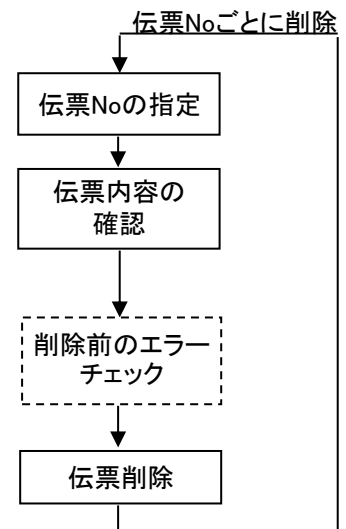 伝票Noごとに削除
伝票Noの指定
伝票内容の
確認
削除前のエラー
チェック
伝票削除